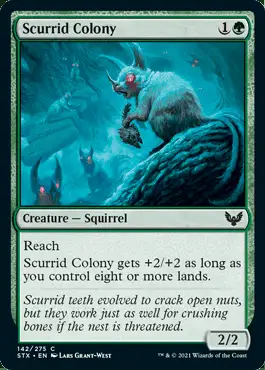 Scurrid Colony 1
Creature — Squirrel
Reach
Scurrid Colony gets +2/+2 as long as
you control eight or more lands.
Scurrid teeth evolved to crack open nuts,
but they work just as well for crushing
bones if the nest is threatened.
2/2
142/275 C
STX • EN Lars Grant-West
™ & © 2021 Wizards of the Coast